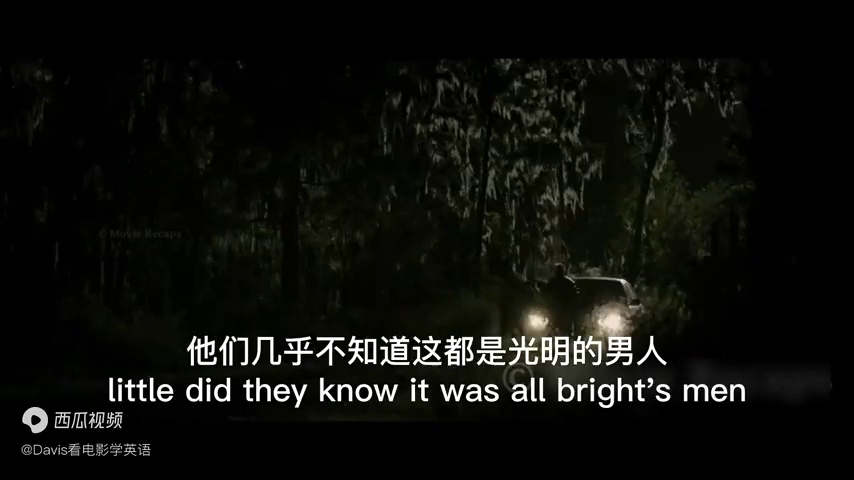 © Movie Recaps
他们几乎不知道这都是光明的男人
little did they know it was all bright's men
西瓜视频
@Davis看电影学英语